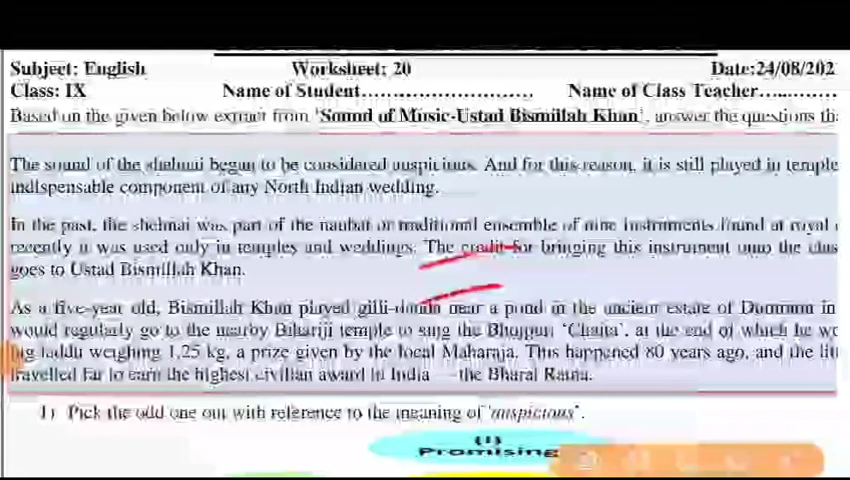 Subject: English Worksheet: 20 Date:24/08/202
Class: IX Name of Student.......................... Name of Class Teacher.............
Based on the given below extract from 'Sound of Music-Ustad Bismillah Khan', answer the questions tha
The sound of the shehnai began to be considered auspicious. And for this reason, it is still played in temple
indispensable component of any North Indian wedding.
In the past, the shehnai was part of the naubat or traditional ensemble of nine instruments found at royal
recently it was used only in temples and weddings. The credit for bringing this instrument onto the clas
goes to Ustad Bismillah Khan.
As a five-year old, Bismillah Khan played gilli-danda near a pond in the ancient estate of Dumraon in
would regularly go to the nearby Bihariji temple to sing the Bhojpuri 'Chaita', at the end of which he wo
big laddu weighing 1.25 kg, a prize given by the local Maharaja. This happened 80 years ago, and the lit
travelled far to earn the highest civilian award in India — the Bharat Ratna.
1) Pick the odd one out with reference to the meaning of 'auspicious'.
(i)
Promising